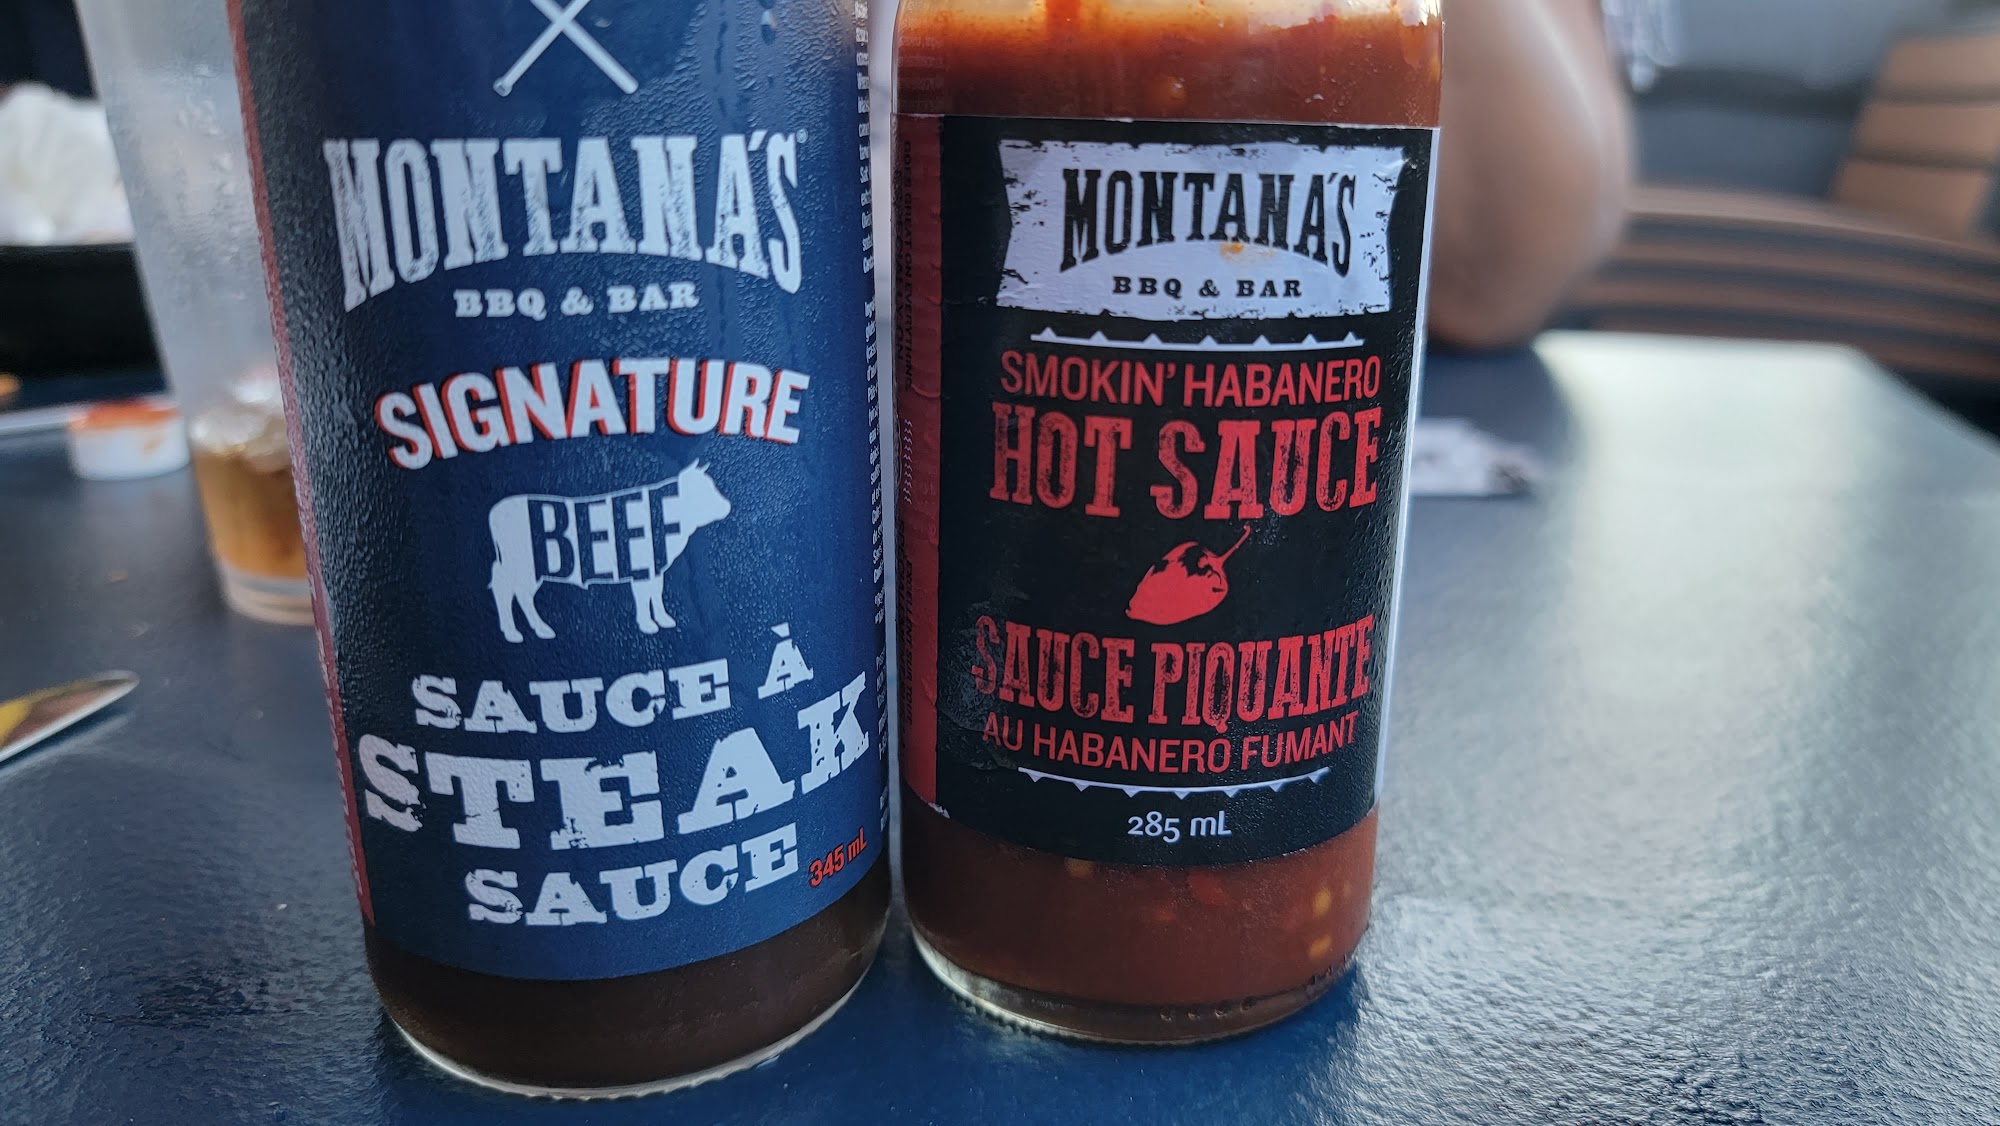 MONTANA'S®
BBQ & BAR
SIGNATURE
BEEF
SAUCE À
STEAK
SAUCE
345 mL
MONTANA'S
BBQ & BAR
SMOKIN' HABANERO
HOT SAUCE
SAUCE PIQUANTE
AU HABANERO FUMANT
285 mL